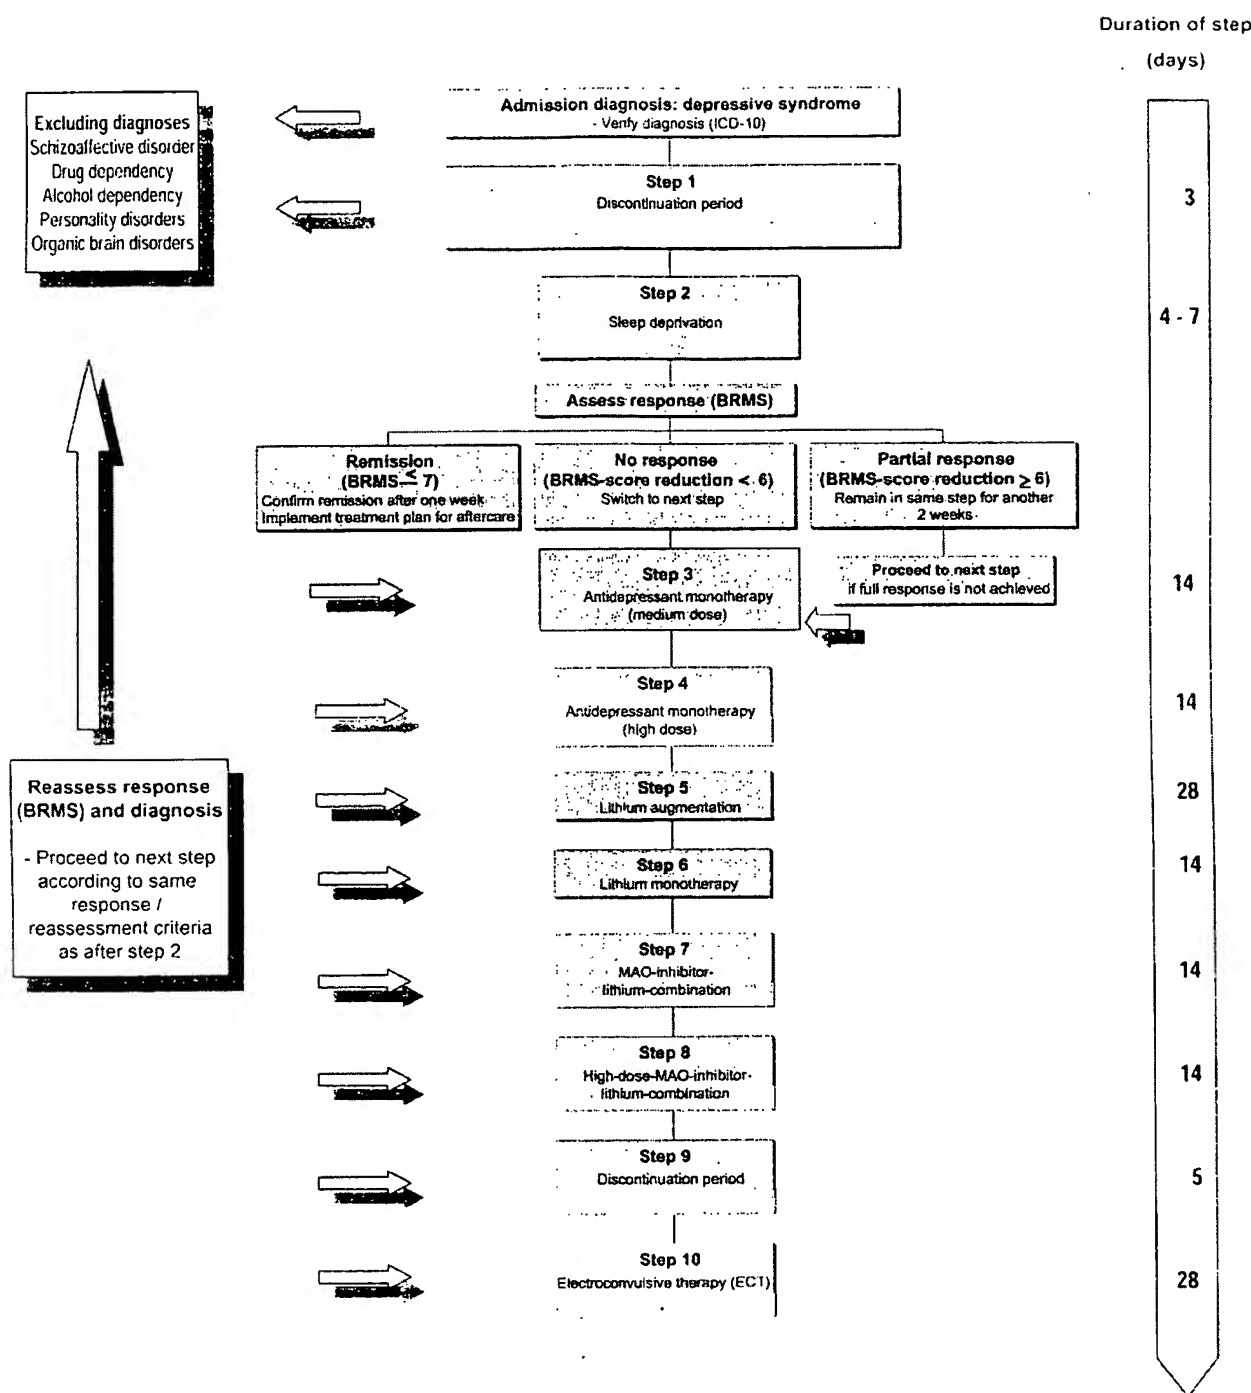 Duration of step
(days)
Excluding diagnoses
Schizoaffective disorder
Drug dependency
Alcohol dependency
Personality disorders
Organic brain disorders
Admission diagnosis: depressive syndrome
- Verify diagnosis (ICD-10)
Step 1
Discontinuation period
3
Step 2
Sleep deprivation
4 - 7
Assess response (BRMS)
Remission
(BRMS ≤ 7)
Confirm remission after one week
Implement treatment plan for aftercare
No response
(BRMS-score reduction < 6)
Switch to next step
Partial response
(BRMS-score reduction ≥ 6)
Remain in same step for another
2 weeks
Proceed to next step
if full response is not achieved
Step 3
Antidepressant monotherapy
(medium dose)
14
Step 4
Antidepressant monotherapy
(high dose)
14
Reassess response
(BRMS) and diagnosis
- Proceed to next step
according to same
response /
reassessment criteria
as after step 2
Step 5
Lithium augmentation
28
Step 6
Lithium monotherapy
14
Step 7
MAO-inhibitor-
lithium-combination
14
Step 8
High-dose-MAO-inhibitor-
lithium-combination
14
Step 9
Discontinuation period
5
Step 10
Electroconvulsive therapy (ECT)
28